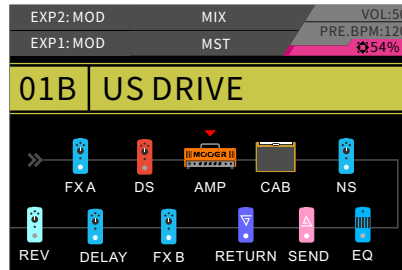 EXP2: MOD MIX VOL:50
EXP1: MOD MST PRE.BPM:120
54%
01B US DRIVE
MOOER
FX A DS AMP CAB NS
REV DELAY FX B RETURN SEND EQ